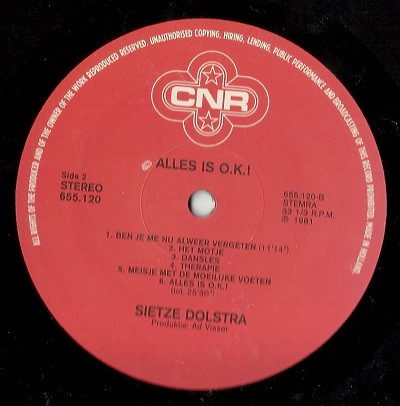 ALL RIGHTS OF THE PRODUCER AND OF THE OWNER OF THE WORK REPRODUCED RESERVED. UNAUTHORISED COPYING, HIRING, LENDING, PUBLIC PERFORMANCE AND BROADCASTING OF THIS RECORD PROHIBITED. MADE IN HOLLAND.
CNR
ALLES IS O.K.!
Side 2
STEREO
655.120
655.120-B
STEMRA
33 1/3 R.P.M.
℗ 1981
1. BEN JE ME NU ALWEER VERGETEN (11'14")
2. HET MOTJE
3. DANSLES
4. THERAPIE
5. MEISJE MET DE MOEILIJKE VOETEN
6. ALLES IS O.K.!
(tot. 25'30")
SIETZE DOLSTRA
Produktie: Ad Visser